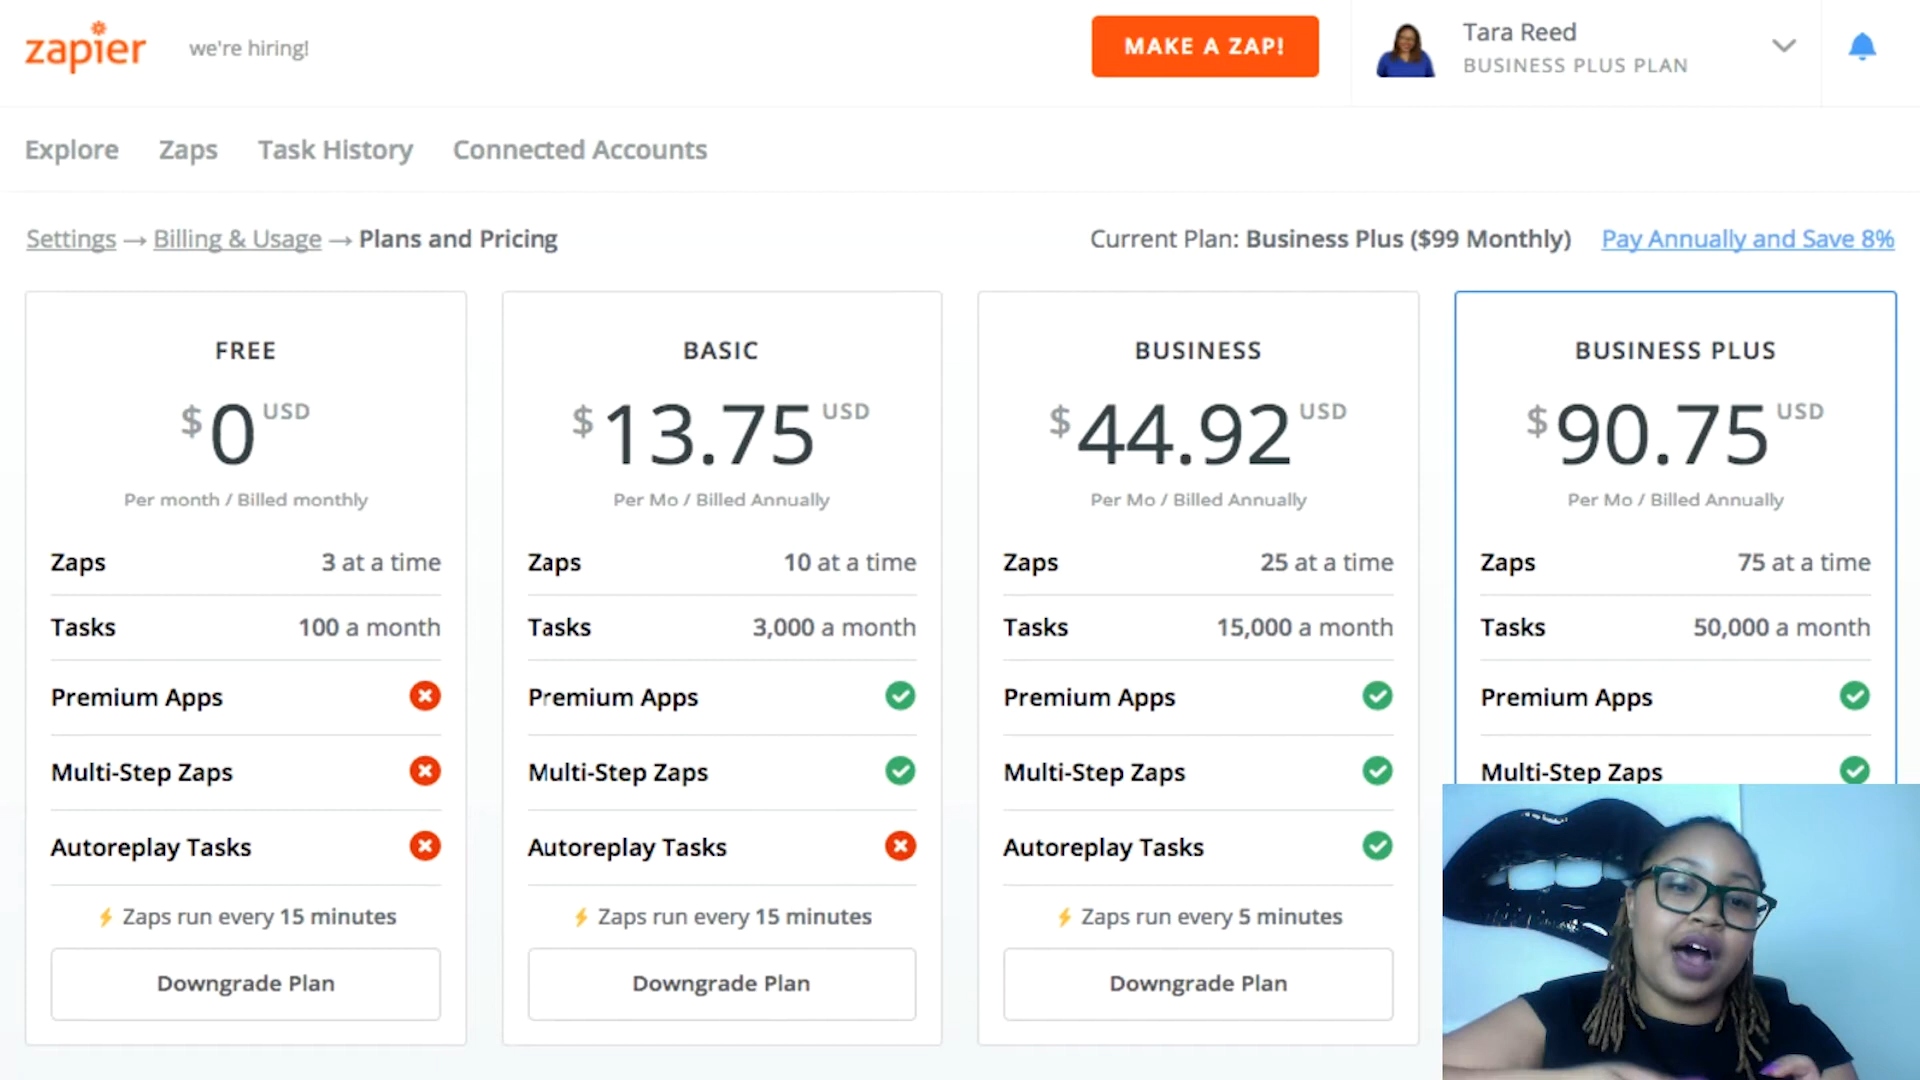 zapier
we're hiring!
MAKE A ZAP!
Tara Reed
BUSINESS PLUS PLAN
Explore
Zaps
Task History
Connected Accounts
Settings → Billing & Usage → Plans and Pricing
Current Plan: Business Plus ($99 Monthly)
Pay Annually and Save 8%
FREE
$0 USD
Per month / Billed monthly
Zaps 3 at a time
Tasks 100 a month
Premium Apps
Multi-Step Zaps
Autoreplay Tasks
Zaps run every 15 minutes
Downgrade Plan
BASIC
$13.75 USD
Per Mo / Billed Annually
Zaps 10 at a time
Tasks 3,000 a month
Premium Apps
Multi-Step Zaps
Autoreplay Tasks
Zaps run every 15 minutes
Downgrade Plan
BUSINESS
$44.92 USD
Per Mo / Billed Annually
Zaps 25 at a time
Tasks 15,000 a month
Premium Apps
Multi-Step Zaps
Autoreplay Tasks
Zaps run every 5 minutes
Downgrade Plan
BUSINESS PLUS
$90.75 USD
Per Mo / Billed Annually
Zaps 75 at a time
Tasks 50,000 a month
Premium Apps
Multi-Step Zaps